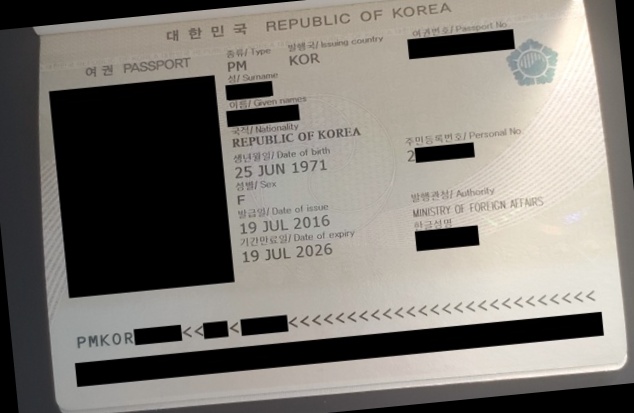 대한민국 REPUBLIC OF KOREA
여권 PASSPORT
종류/ Type 발행국/ Issuing country 여권번호/ Passport No
PM KOR
성/ Surname
이름/ Given names
국적/ Nationality
REPUBLIC OF KOREA
주민등록번호/ Personal No
2
생년월일/ Date of birth
25 JUN 1971
성별/ Sex
F
발행관청/ Authority
MINISTRY OF FOREIGN AFFAIRS
발급일/ Date of issue
19 JUL 2016
한글성명
기간만료일/ Date of expiry
19 JUL 2026
PMKOR<<<<<<<<<<<<<<<<<<<<<<<<<<<<<<